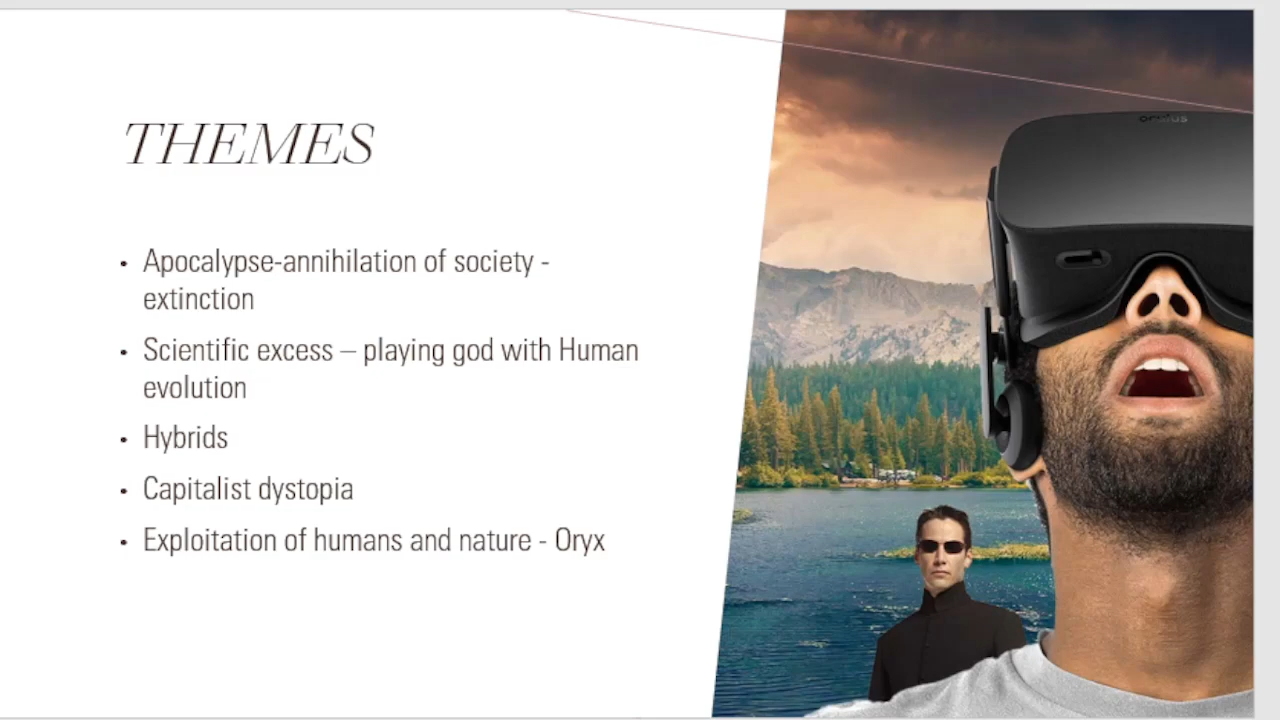 THEMES
• Apocalypse-annihilation of society -
extinction
• Scientific excess – playing god with Human
evolution
• Hybrids
• Capitalist dystopia
• Exploitation of humans and nature - Oryx
oculus